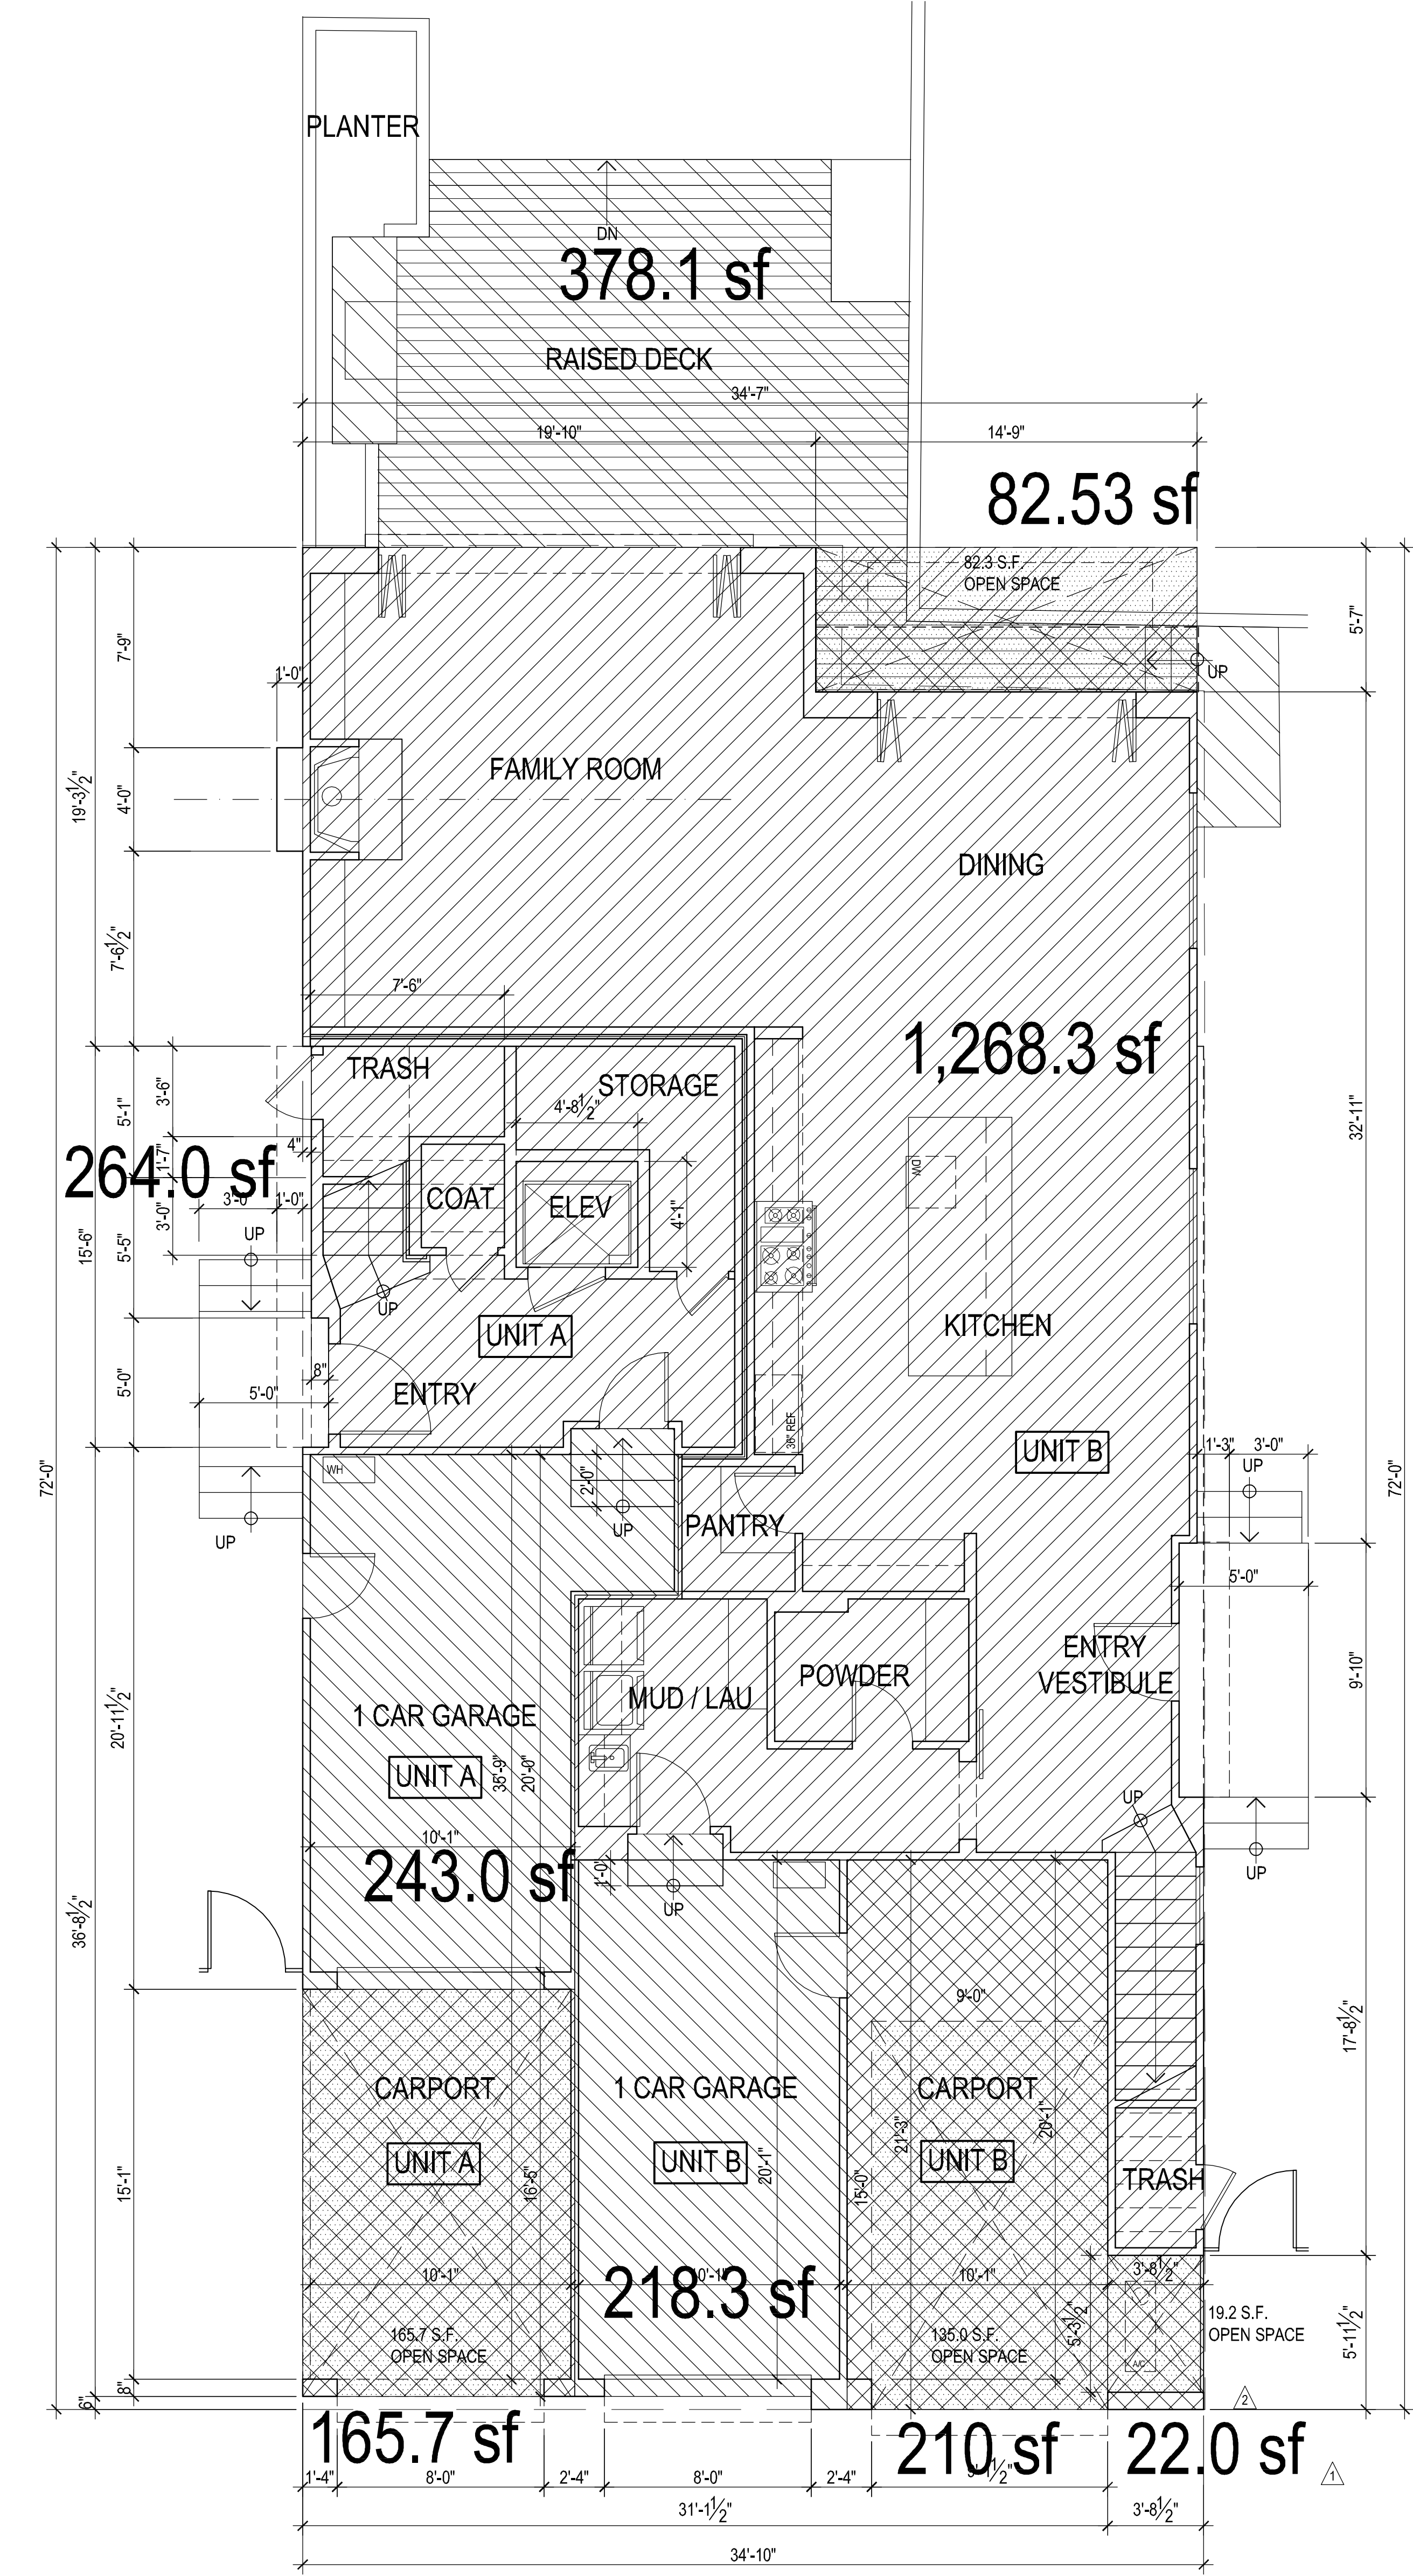 PLANTER
DN
378.1 sf
RAISED DECK
34'-7"
19'-10"
14'-9"
82.53 sf
82.3 S.F.
OPEN SPACE
5'-7"
7'-9"
1'-0"
UP
FAMILY ROOM
4'-0"
19'-3½"
DINING
7'-6½"
7'-6"
1,268.3 sf
TRASH
STORAGE
3'-6"
5'-1"
4'-8½"
32'-11"
4"
1'-7"
264.0 sf
DW
COAT
ELEV
3'-0"
1'-0"
3'-0"
4'-1"
UP
15'-6"
5'-5"
UP
UNIT A
KITCHEN
8"
5'-0"
5'-0"
ENTRY
36" REF.
UNIT B
1'-3"
3'-0"
UP
WH
72'-0"
72'-0"
2'-0"
UP
UP
PANTRY
5'-0"
ENTRY
VESTIBULE
POWDER
MUD / LAU
9'-10"
1 CAR GARAGE
20'-11½"
UNIT A
35'-9"
20'-0"
UP
10'-1"
243.0 sf
1'-0"
UP
UP
36'-8½"
9'-0"
17'-8½"
CARPORT
1 CAR GARAGE
CARPORT
20'-1"
21'-3"
UNIT A
UNIT B
UNIT B
20'-1"
16'-5"
15'-0"
TRASH
15'-1"
10'-1"
10'-1"
10'-1"
3'-8½"
218.3 sf
165.7 S.F.
OPEN SPACE
135.0 S.F.
OPEN SPACE
5'-3½"
19.2 S.F.
OPEN SPACE
A/C
5'-11½"
8"
6"
2
165.7 sf
210 sf
22.0 sf
1
1'-4"
8'-0"
2'-4"
8'-0"
2'-4"
31'-1½"
3'-8½"
34'-10"